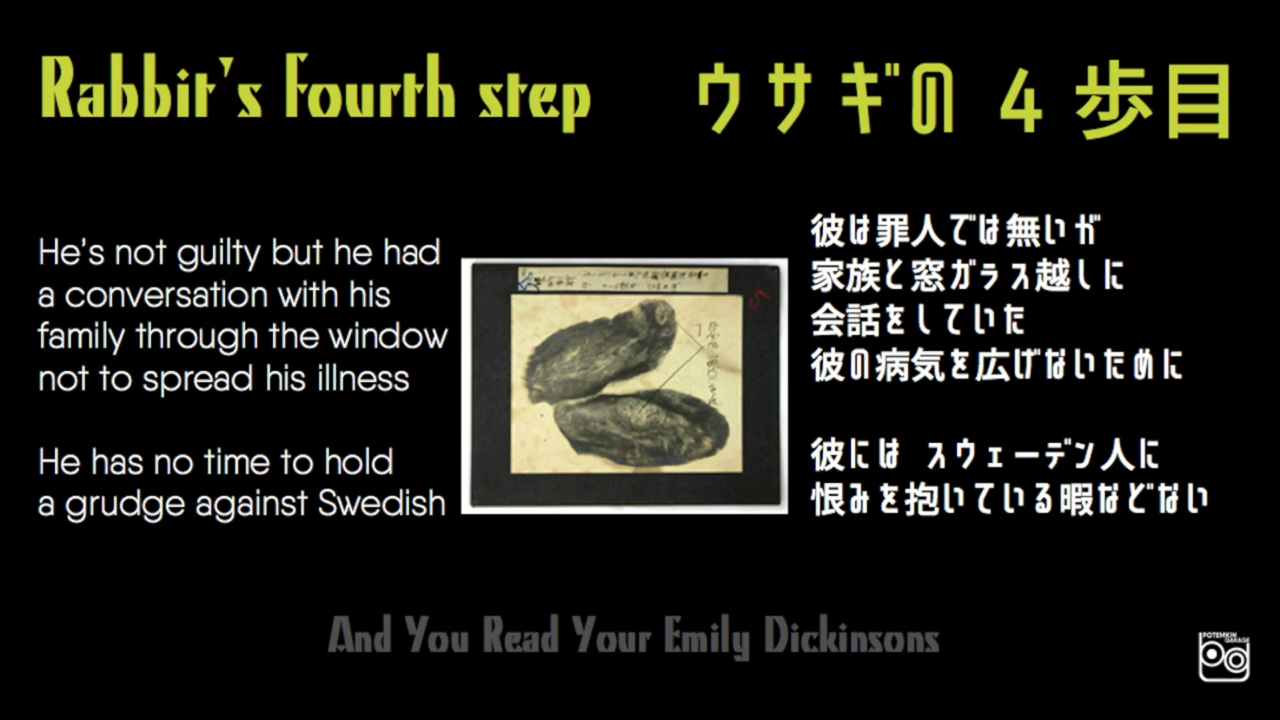 Rabbit's fourth step
ウサギの 4 歩目
He's not guilty but he had
a conversation with his
family through the window
not to spread his illness
He has no time to hold
a grudge against Swedish
彼は罪人では無いが
家族と窓ガラス越しに
会話をしていた
彼の病気を広げないために
彼には スウェーデン人に
恨みを抱いている暇などない
And You Read Your Emily Dickinsons
POTEMKIN
GARAGE